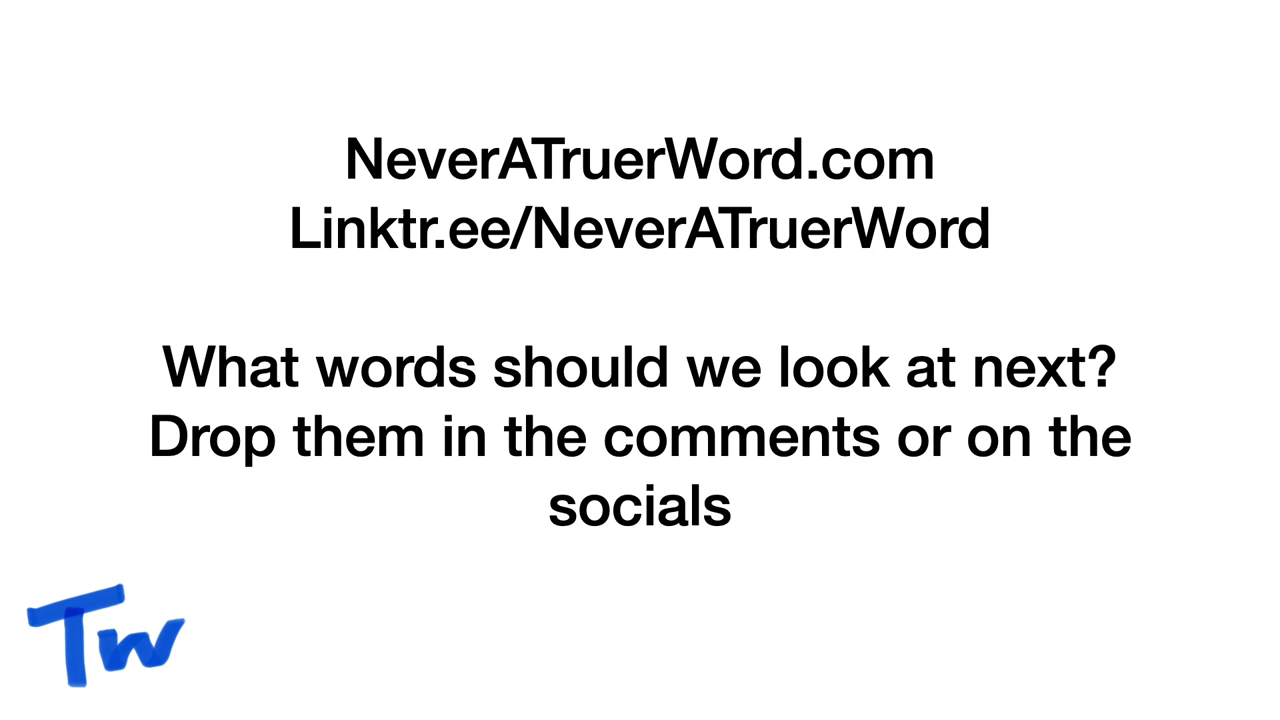 NeverATruerWord.com
Linktr.ee/NeverATruerWord
What words should we look at next?
Drop them in the comments or on the
socials
Tw